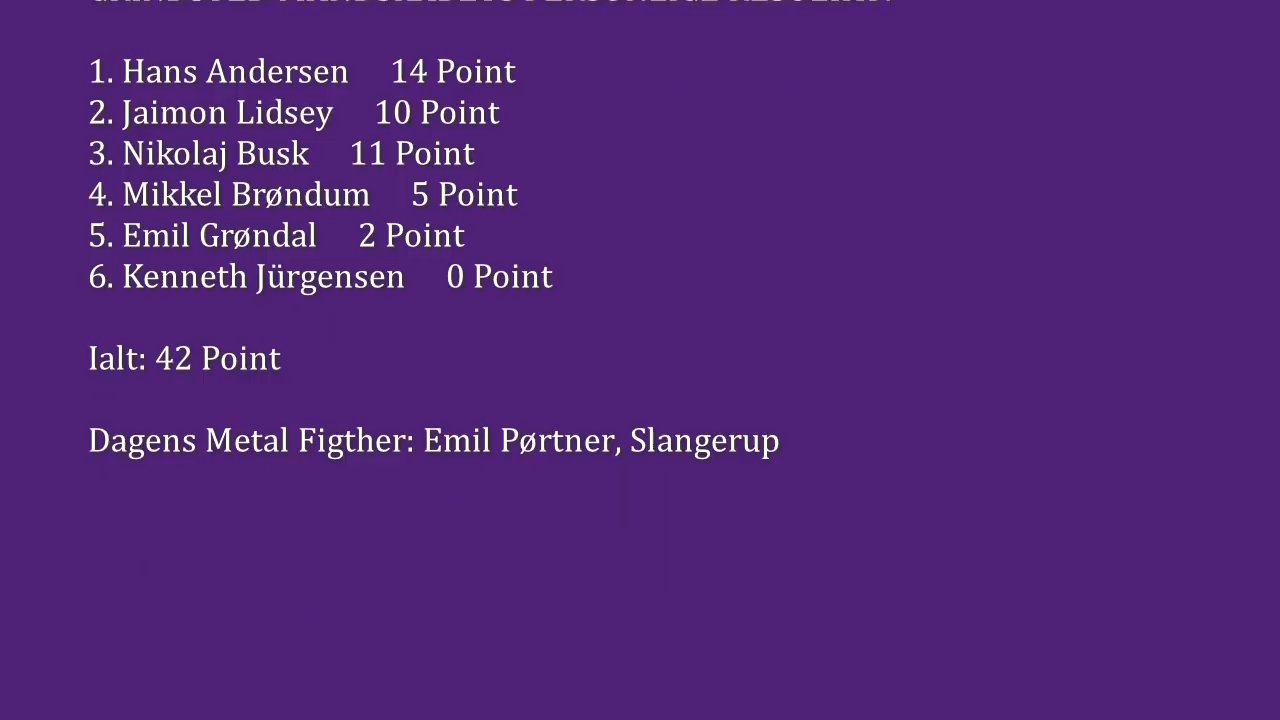 1. Hans Andersen 14 Point
2. Jaimon Lidsey 10 Point
3. Nikolaj Busk 11 Point
4. Mikkel Brøndum 5 Point
5. Emil Grøndal 2 Point
6. Kenneth Jürgensen 0 Point
Ialt: 42 Point
Dagens Metal Figther: Emil Pørtner, Slangerup